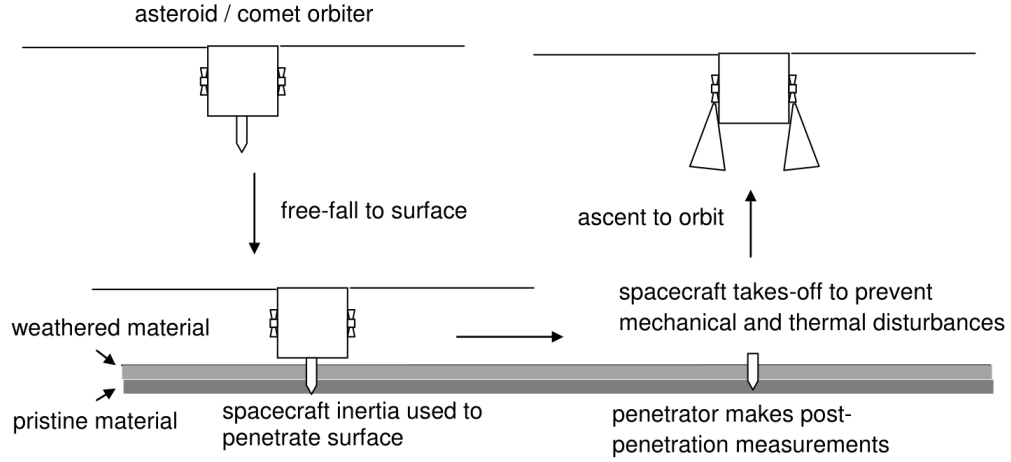 asteroid / comet orbiter
free-fall to surface
ascent to orbit
spacecraft takes-off to prevent
mechanical and thermal disturbances
weathered material
pristine material
spacecraft inertia used to
penetrate surface
penetrator makes post-
penetration measurements